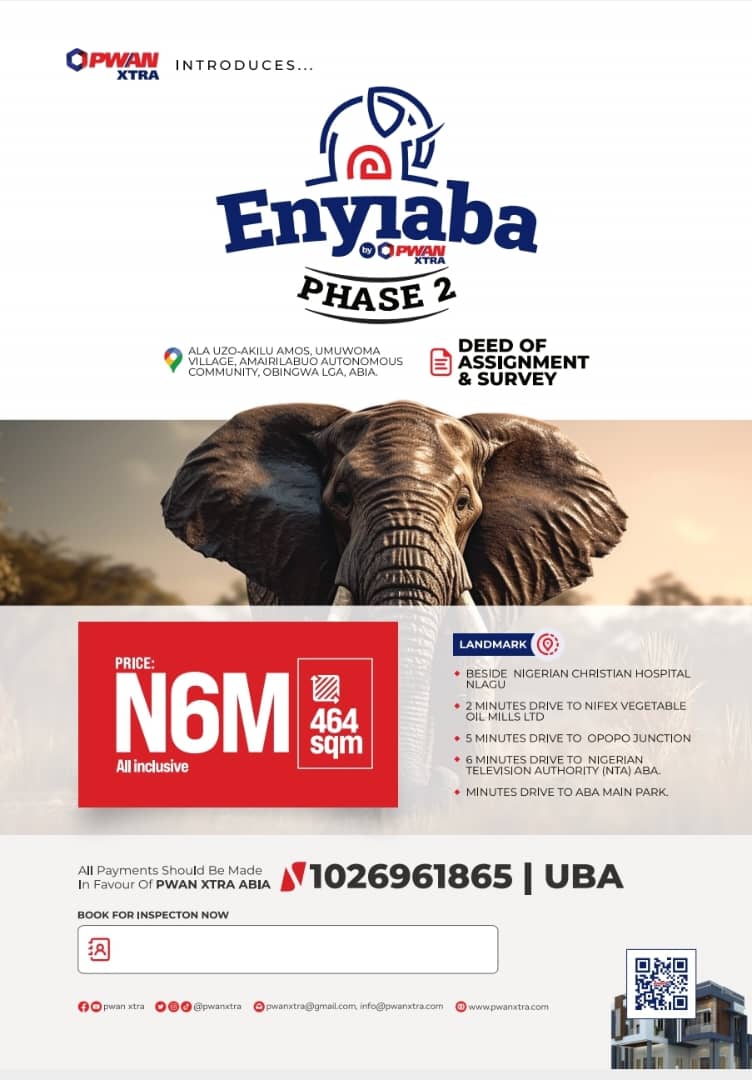 PWAN
XTRA
INTRODUCES...
Enyiaba
by PWAN
XTRA
PHASE 2
ALA UZO-AKILU AMOS, UMUWOMA
VILLAGE, AMAIRILABUO AUTONOMOUS
COMMUNITY, OBINGWA LGA, ABIA.
DEED OF
ASSIGNMENT
& SURVEY
PRICE:
N6M
All inclusive
464
sqm
LANDMARK
BESIDE NIGERIAN CHRISTIAN HOSPITAL
NLAGU
2 MINUTES DRIVE TO NIFEX VEGETABLE
OIL MILLS LTD
5 MINUTES DRIVE TO OPOPO JUNCTION
6 MINUTES DRIVE TO NIGERIAN
TELEVISION AUTHORITY (NTA) ABA.
MINUTES DRIVE TO ABA MAIN PARK.
All Payments Should Be Made
In Favour Of PWAN XTRA ABIA
1026961865 | UBA
BOOK FOR INSPECTON NOW
pwan xtra @pwanxtra pwanxtra@gmail.com, info@pwanxtra.com www.pwanxtra.com